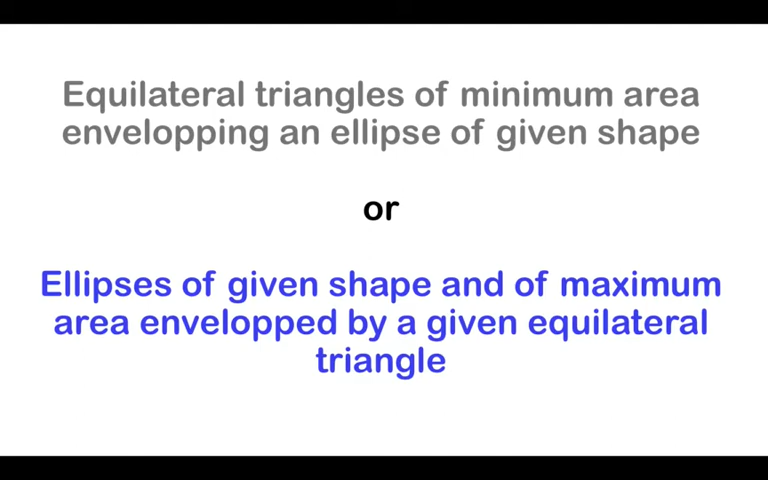 Equilateral triangles of minimum area
envelopping an ellipse of given shape
or
Ellipses of given shape and of maximum
area envelopped by a given equilateral
triangle